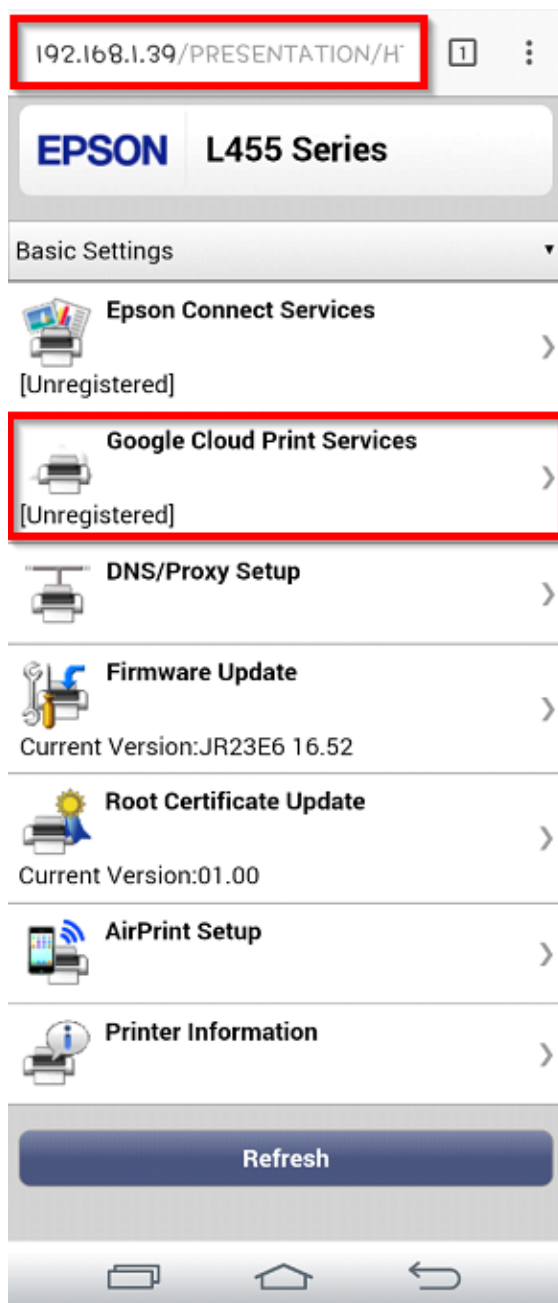 192.168.1.39/PRESENTATION/HT
1
EPSON L455 Series
Basic Settings
Epson Connect Services
[Unregistered]
Google Cloud Print Services
[Unregistered]
DNS/Proxy Setup
Firmware Update
Current Version:JR23E6 16.52
Root Certificate Update
Current Version:01.00
AirPrint Setup
Printer Information
Refresh